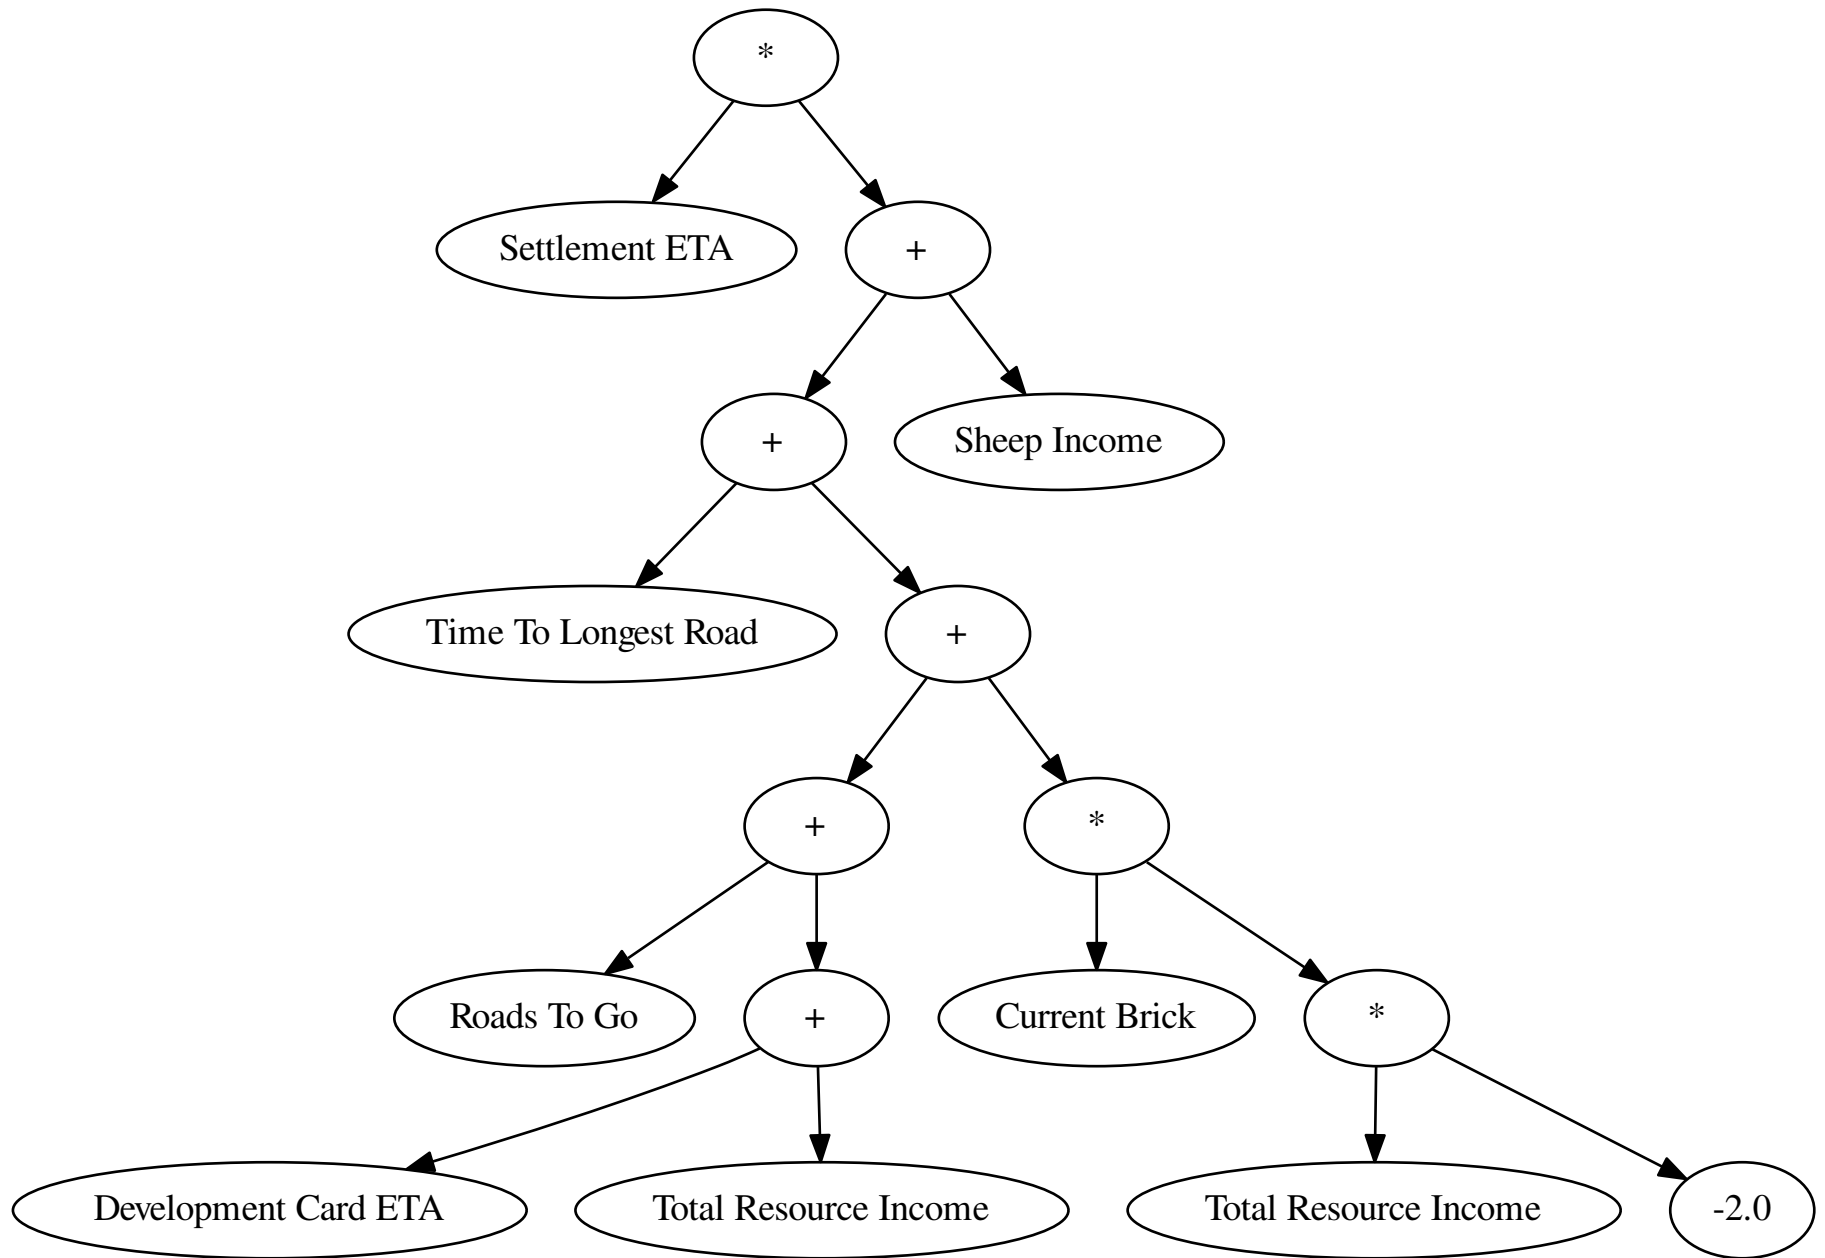 *
Settlement ETA
+
+
Sheep Income
Time To Longest Road
+
+
*
Roads To Go
+
Current Brick
*
Development Card ETA
Total Resource Income
Total Resource Income
-2.0